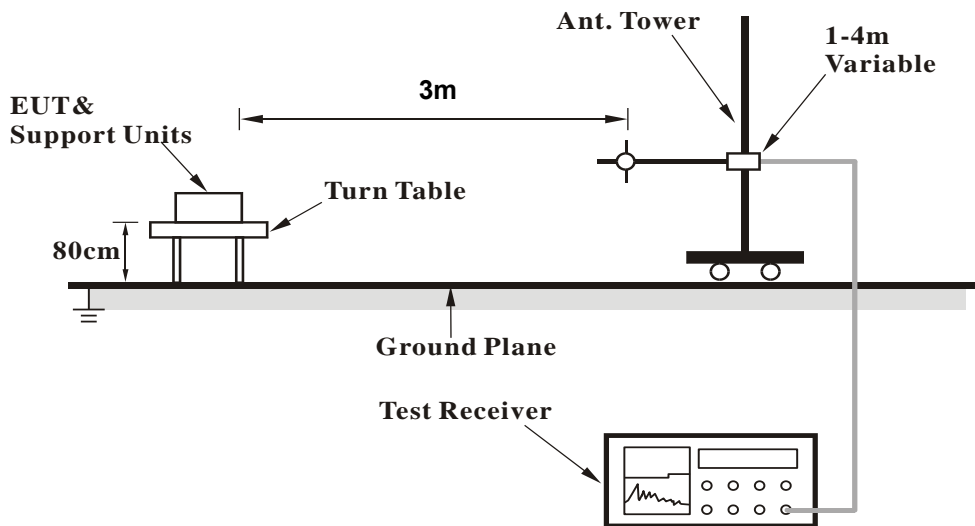 Ant. Tower
1-4m
Variable
3m
EUT&
Support Units
Turn Table
80cm
Ground Plane
Test Receiver